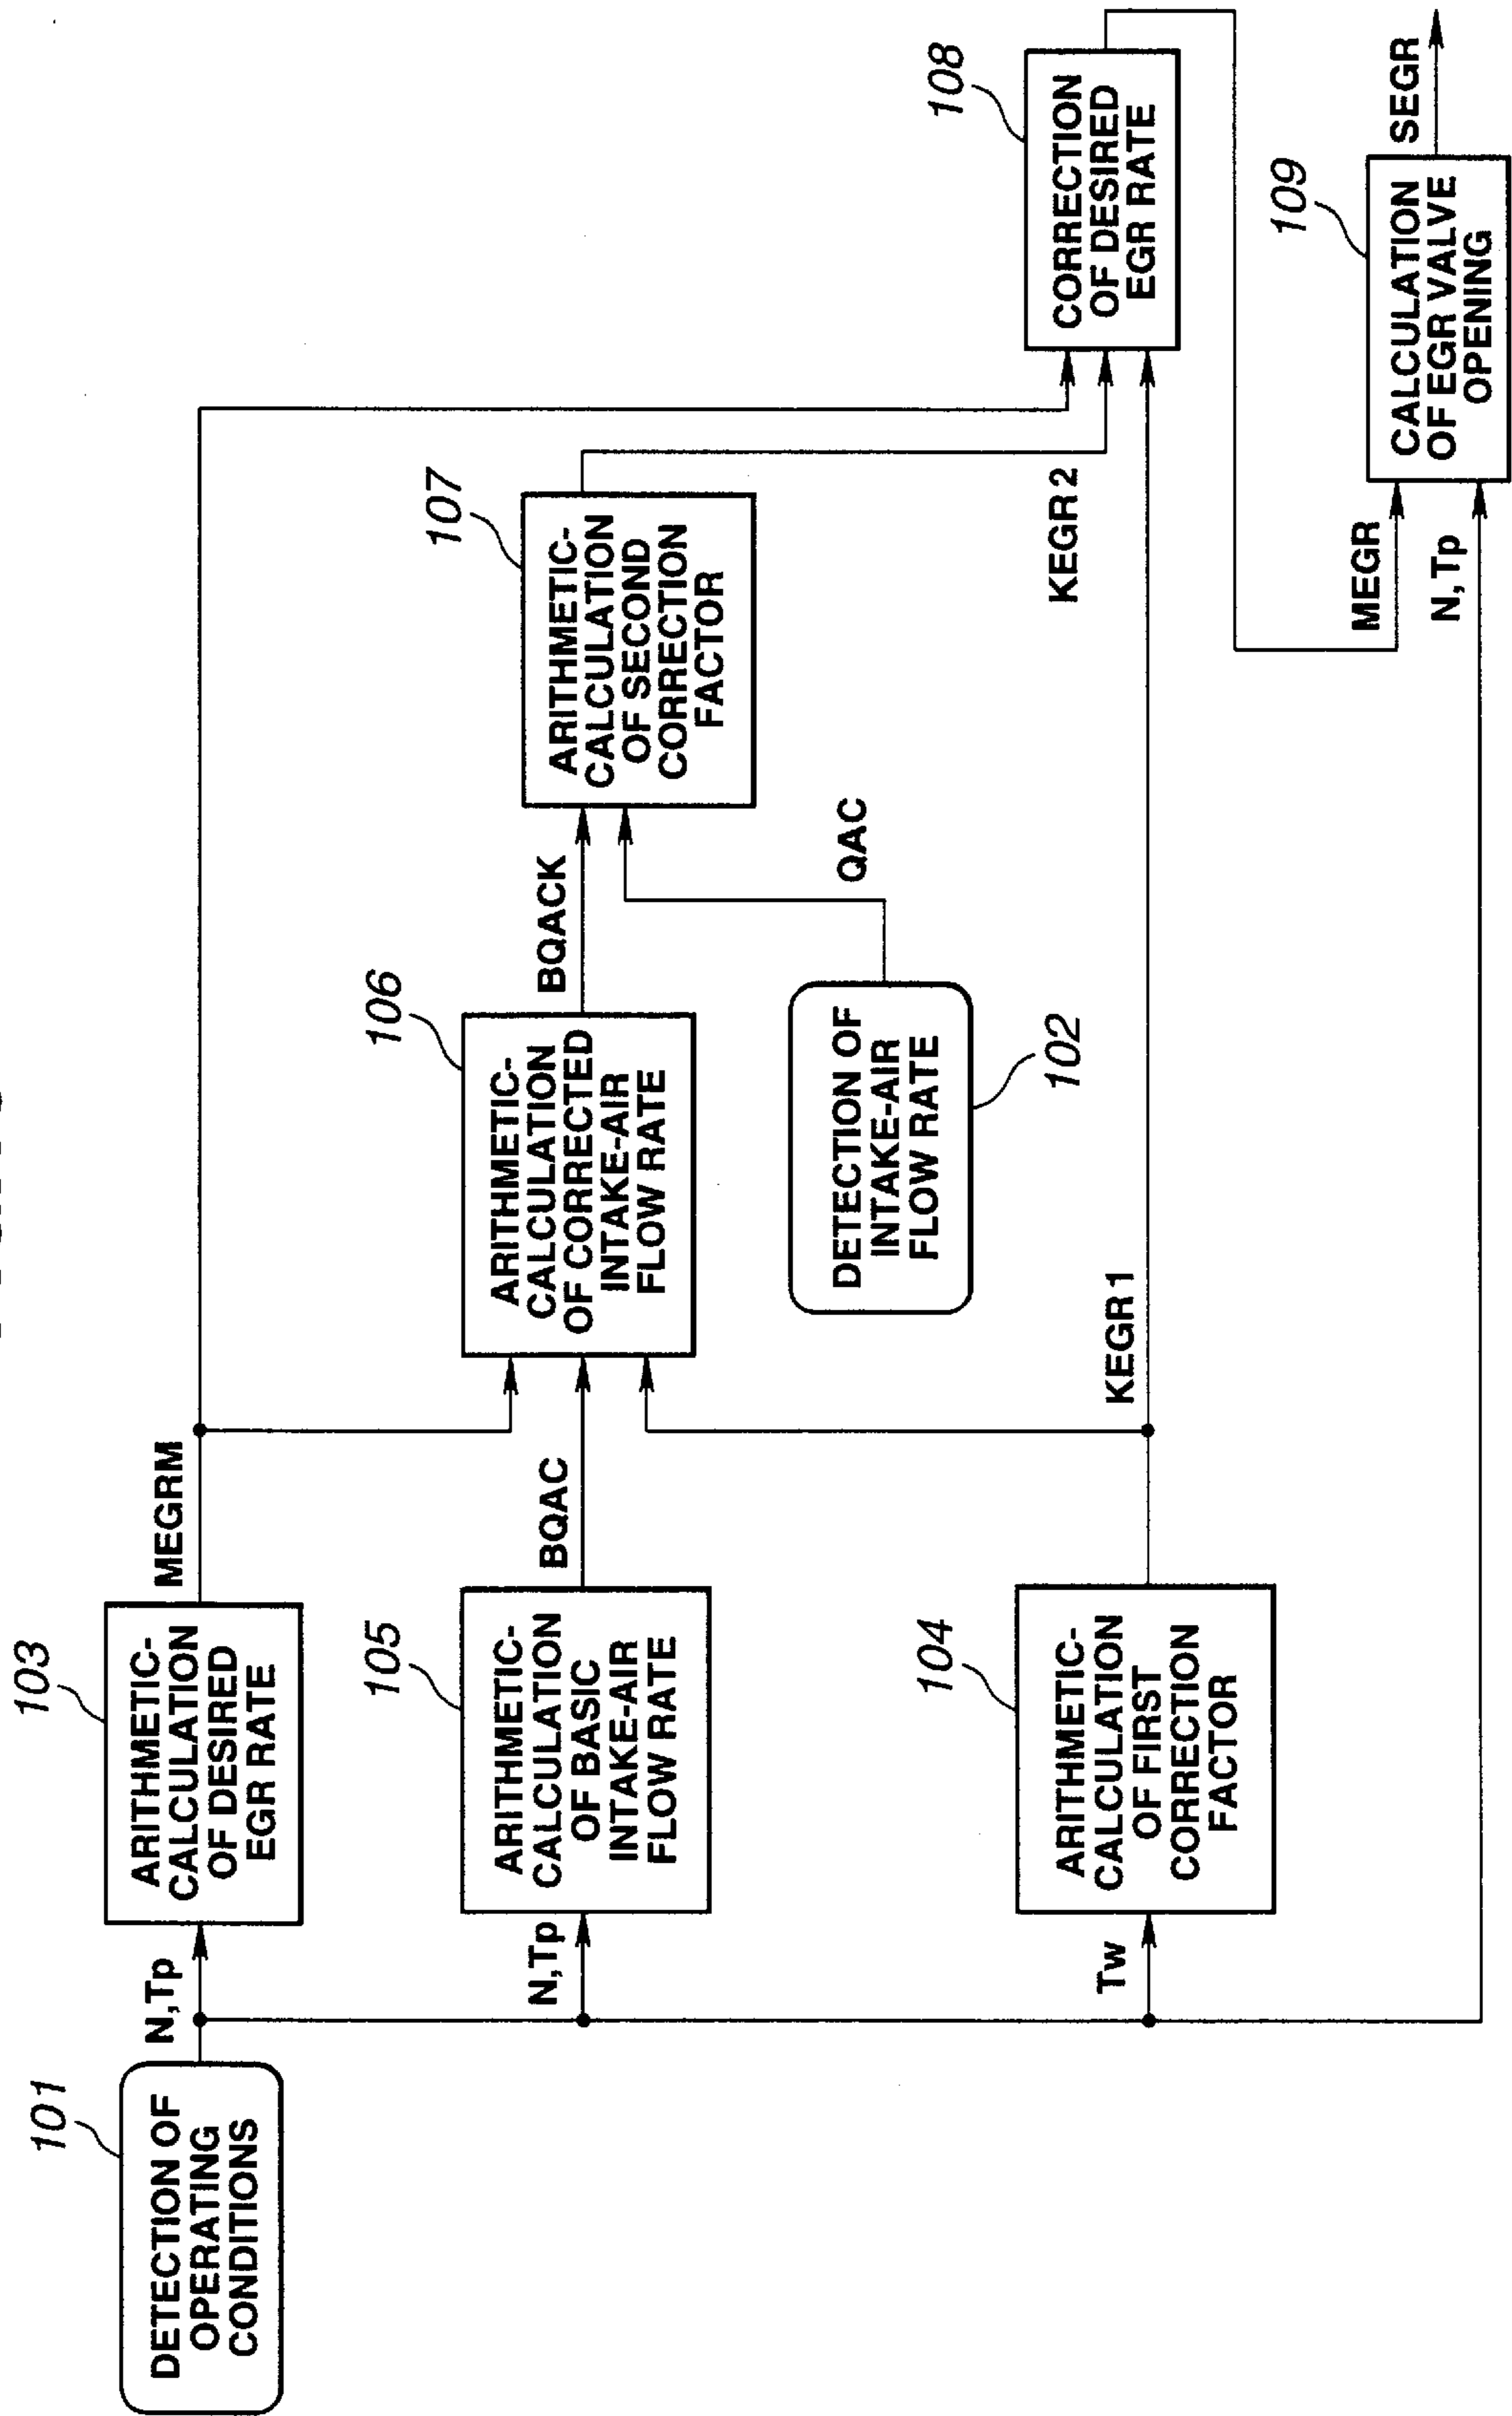 101
DETECTION OF
OPERATING
CONDITIONS
N,Tp
103
ARITHMETIC-
CALCULATION
OF DESIRED
EGR RATE
MEGRM
N,Tp
105
ARITHMETIC-
CALCULATION
OF BASIC
INTAKE-AIR
FLOW RATE
BQAC
Tw
104
ARITHMETIC-
CALCULATION
OF FIRST
CORRECTION
FACTOR
KEGR1
106
ARITHMETIC-
CALCULATION
OF CORRECTED
INTAKE-AIR
FLOW RATE
BQACK
DETECTION OF
INTAKE-AIR
FLOW RATE
102
QAC
107
ARITHMETIC-
CALCULATION
OF SECOND
CORRECTION
FACTOR
KEGR2
108
CORRECTION
OF DESIRED
EGR RATE
MEGR
N,Tp
109
CALCULATION
OF EGR VALVE
OPENING
SEGR